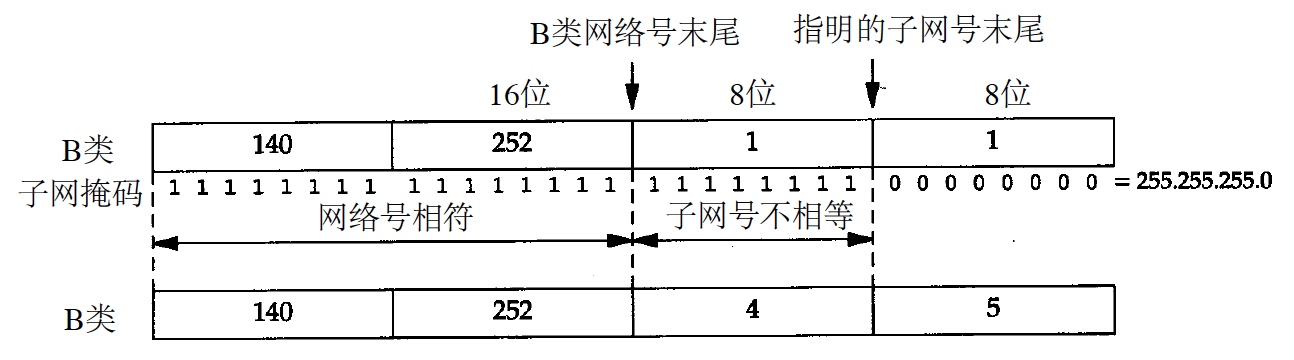 B类网络号末尾 指明的子网号末尾
16位 8位 8位
B类 140 252 1 1
子网掩码 1 1 1 1 1 1 1 1 1 1 1 1 1 1 1 1 1 1 1 1 1 1 1 1 0 0 0 0 0 0 0 0 = 255.255.255.0
网络号相符 子网号不相等
B类 140 252 4 5